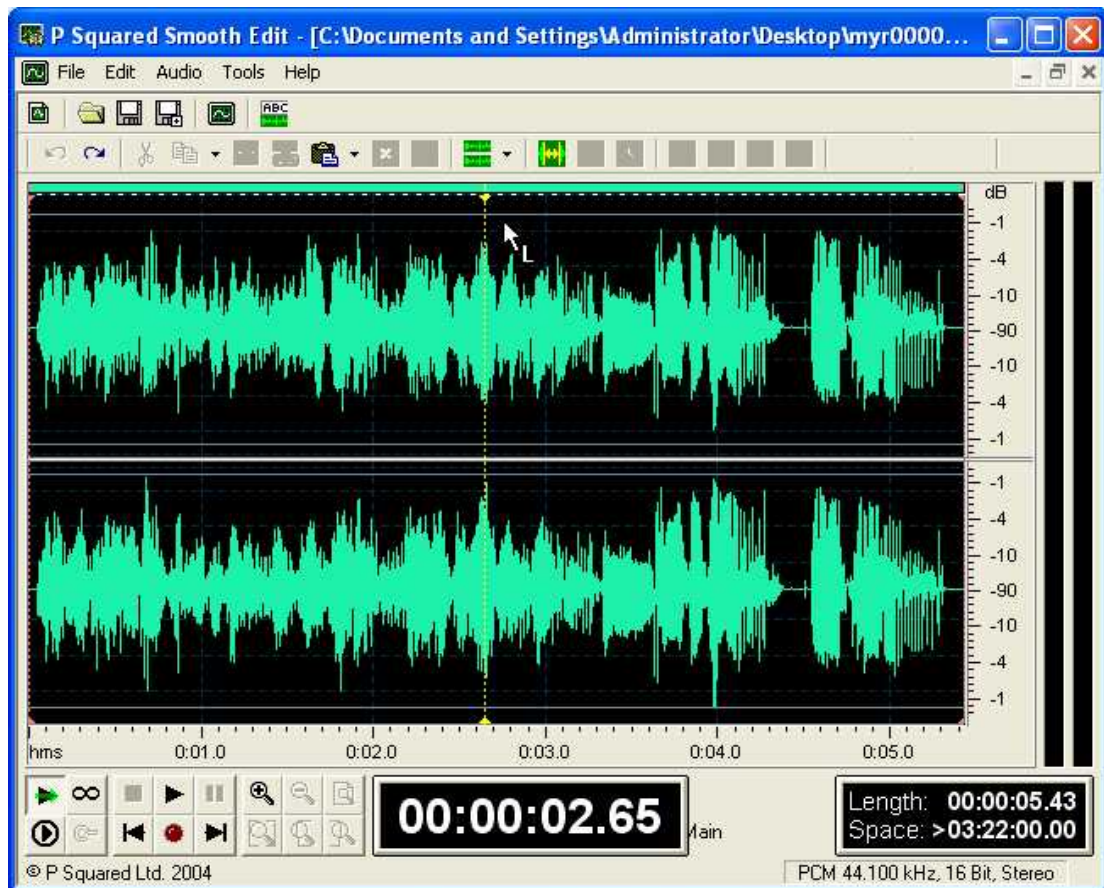 P Squared Smooth Edit - [C:\Documents and Settings\Administrator\Desktop\myr0000...
File Edit Audio Tools Help
ABC
dB
-1
-4
-10
-90
-10
-4
-1
-1
-4
-10
-90
-10
-4
-1
L
hms 0:01.0 0:02.0 0:03.0 0:04.0 0:05.0
00:00:02.65
Main
Length: 00:00:05.43
Space: >03:22:00.00
© P Squared Ltd. 2004
PCM 44.100 kHz, 16 Bit, Stereo